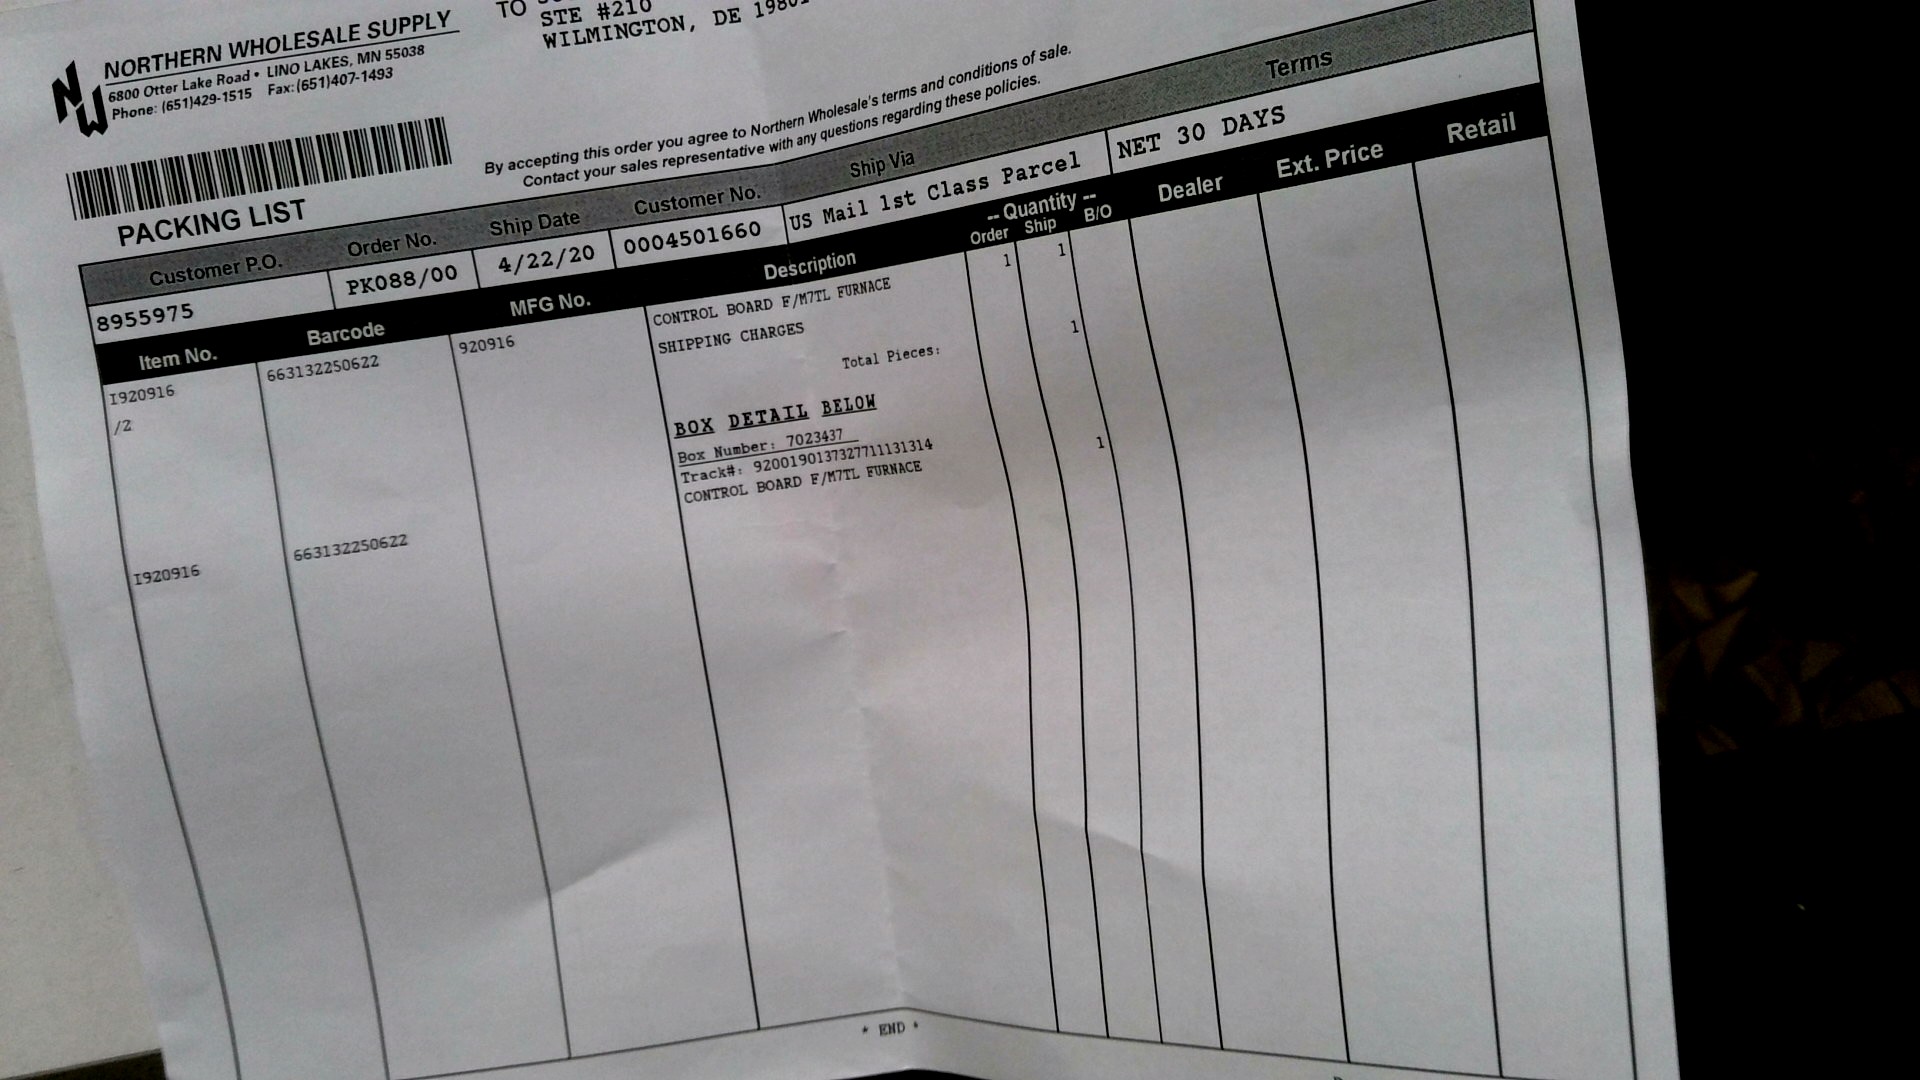 NW
NORTHERN WHOLESALE SUPPLY
6800 Otter Lake Road • LINO LAKES, MN 55038
Phone: (651)429-1515 Fax:(651)407-1493
TO
STE #210
WILMINGTON, DE
PACKING LIST
By accepting this order you agree to Northern Wholesale's terms and conditions of sale.
Contact your sales representative with any questions regarding these policies.
Customer P.O. Order No. Ship Date Customer No. Ship Via Terms
8955975 PK088/00 4/22/20 0004501660 US Mail 1st Class Parcel NET 30 DAYS
Item No. Barcode MFG No. Description -- Quantity -- Dealer Ext. Price Retail
Order Ship B/O
I920916 663132250622 920916 CONTROL BOARD F/M7TL FURNACE 1 1
/Z SHIPPING CHARGES
Total Pieces: 1
BOX DETAIL BELOW
Box Number: 7023437
Track#: 9200190137327711131314
I920916 663132250622 CONTROL BOARD F/M7TL FURNACE 1
* END *